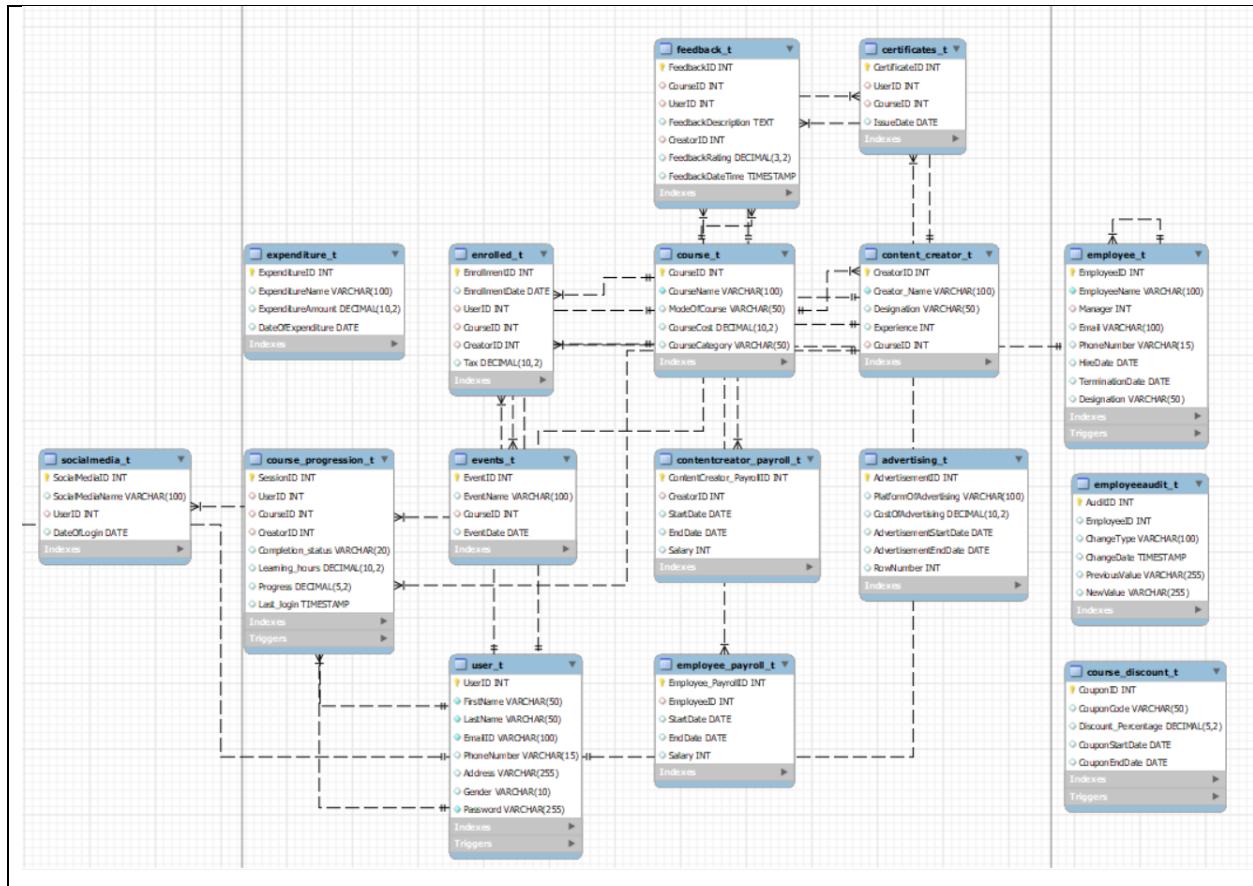 feedback_t
FeedbackID INT
CourseID INT
UserID INT
FeedbackDescription TEXT
CreatorID INT
FeedbackRating DECIMAL(3,2)
FeedbackDateTime TIMESTAMP
Indexes
certificates_t
CertificateID INT
UserID INT
CourseID INT
IssueDate DATE
Indexes
expenditure_t
ExpenditureID INT
ExpenditureName VARCHAR(100)
ExpenditureAmount DECIMAL(10,2)
DateOfExpenditure DATE
Indexes
enrolled_t
EnrollmentID INT
EnrollmentDate DATE
UserID INT
CourseID INT
CreatorID INT
Tax DECIMAL(10,2)
Indexes
course_t
CourseID INT
CourseName VARCHAR(100)
ModeOfCourse VARCHAR(50)
CourseCost DECIMAL(10,2)
CourseCategory VARCHAR(50)
Indexes
content_creator_t
CreatorID INT
Creator_Name VARCHAR(100)
Designation VARCHAR(50)
Experience INT
CourseID INT
Indexes
employee_t
EmployeeID INT
EmployeeName VARCHAR(100)
Manager INT
Email VARCHAR(100)
PhoneNumber VARCHAR(15)
HireDate DATE
TerminationDate DATE
Designation VARCHAR(50)
Indexes
Triggers
socialmedia_t
SocialMediaID INT
SocialMediaName VARCHAR(100)
UserID INT
DateOfLogin DATE
Indexes
course_progression_t
SessionID INT
UserID INT
CourseID INT
CreatorID INT
Completion_status VARCHAR(20)
Learning_hours DECIMAL(10,2)
Progress DECIMAL(5,2)
Last_login TIMESTAMP
Indexes
Triggers
events_t
EventID INT
EventName VARCHAR(100)
CourseID INT
EventDate DATE
Indexes
contentcreator_payroll_t
ContentCreator_PayrollID INT
CreatorID INT
StartDate DATE
EndDate DATE
Salary INT
Indexes
advertising_t
AdvertisementID INT
PlatformOfAdvertising VARCHAR(100)
CostOfAdvertising DECIMAL(10,2)
AdvertisementStartDate DATE
AdvertisementEndDate DATE
RowNumber INT
Indexes
employeeaudit_t
AuditID INT
EmployeeID INT
ChangeType VARCHAR(100)
ChangeDate TIMESTAMP
PreviousValue VARCHAR(255)
NewValue VARCHAR(255)
Indexes
user_t
UserID INT
FirstName VARCHAR(50)
LastName VARCHAR(50)
EmailID VARCHAR(100)
PhoneNumber VARCHAR(15)
Address VARCHAR(255)
Gender VARCHAR(10)
Password VARCHAR(255)
Indexes
Triggers
employee_payroll_t
Employee_PayrollID INT
EmployeeID INT
StartDate DATE
EndDate DATE
Salary INT
Indexes
course_discount_t
CouponID INT
CouponCode VARCHAR(50)
Discount_Percentage DECIMAL(5,2)
CouponStartDate DATE
CouponEndDate DATE
Indexes
Triggers